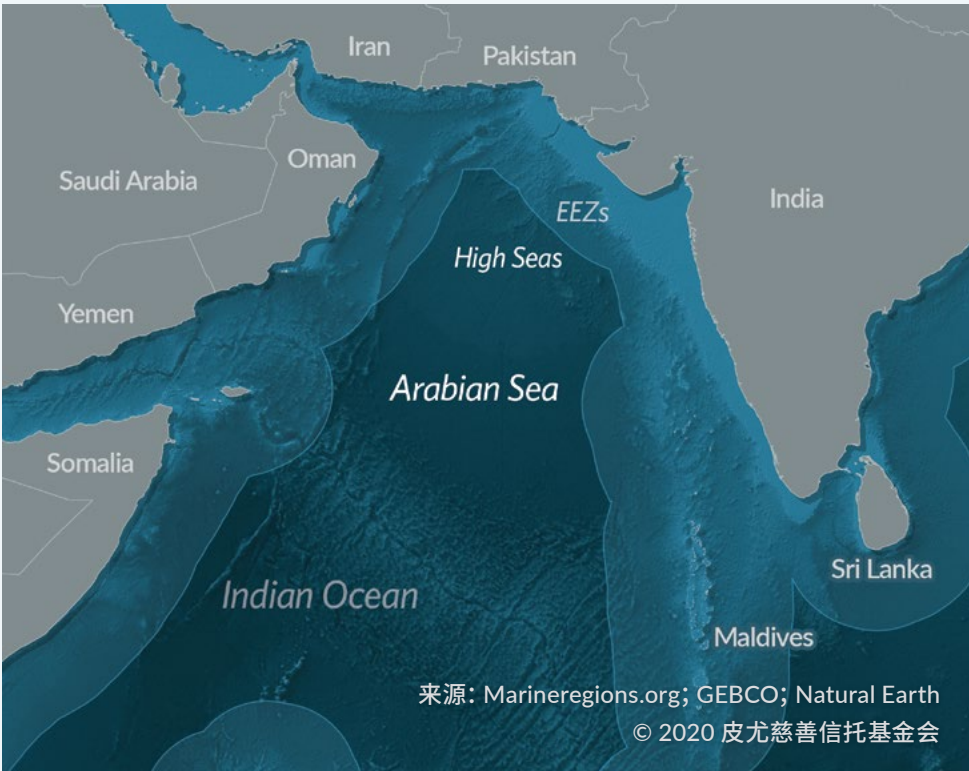 Iran
Pakistan
Oman
Saudi Arabia
India
EEZs
High Seas
Yemen
Arabian Sea
Somalia
Sri Lanka
Indian Ocean
Maldives
来源：Marineregions.org；GEBCO；Natural Earth
© 2020 皮尤慈善信托基金会